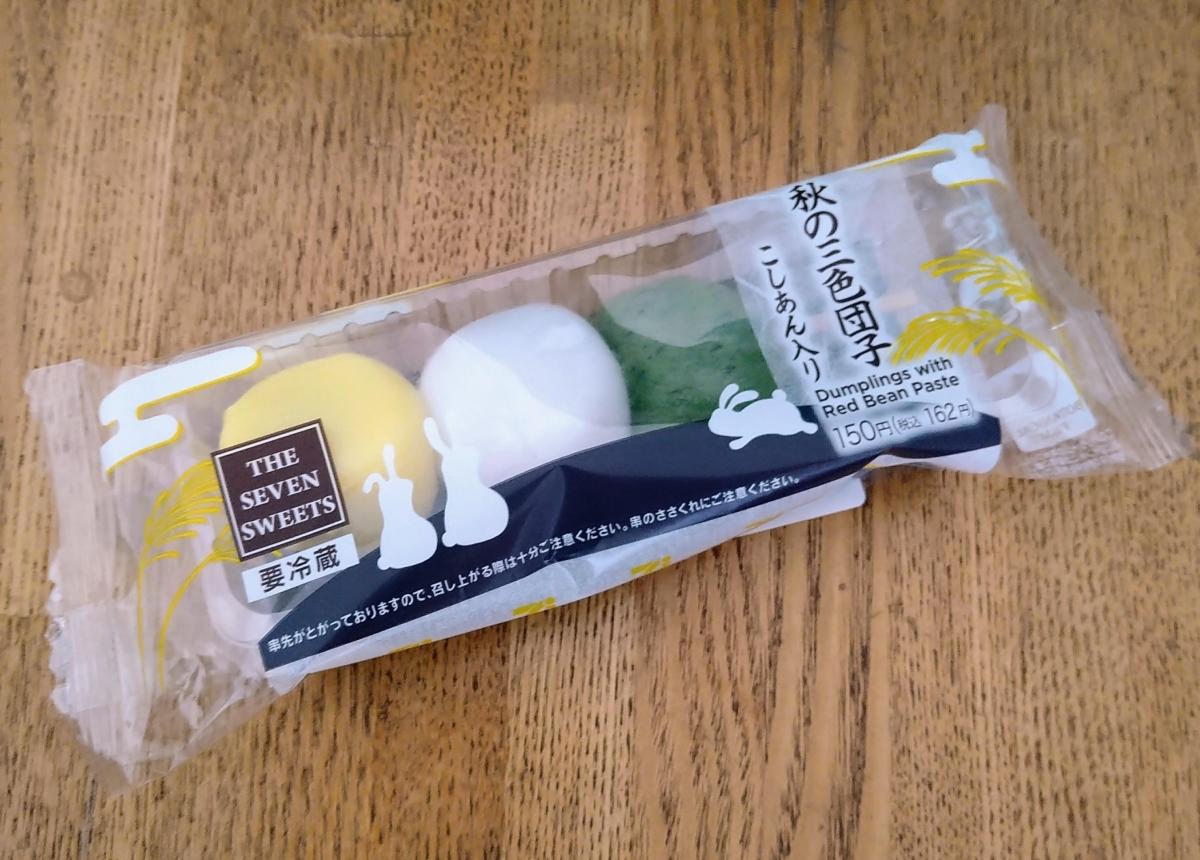 秋の三色団子
こしあん入り
Dumplings with
Red Bean Paste
150円(税込 162円)
THE
SEVEN
SWEETS
要冷蔵
串先がとがっておりますので、召し上がる際は十分ご注意ください。串のささくれにご注意ください。